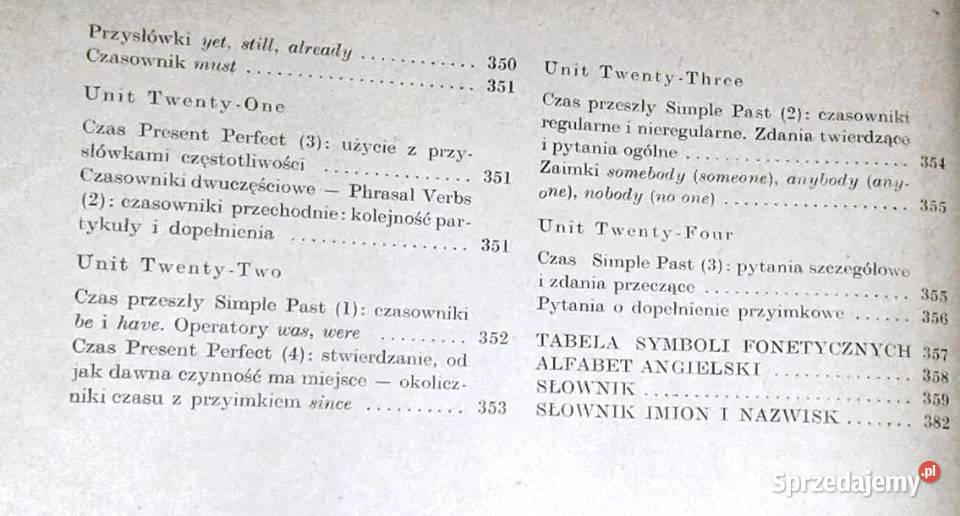 Przysłówki yet, still, already ............ 350
Czasownik must ........................ 351
Unit Twenty-One
Czas Present Perfect (3): użycie z przy-
słówkami częstotliwości ............... 351
Czasowniki dwuczęściowe — Phrasal Verbs
(2): czasowniki przechodnie: kolejność par-
tykuły i dopełnienia ................... 351
Unit Twenty-Two
Czas przeszły Simple Past (1): czasowniki
be i have. Operatory was, were ......... 352
Czas Present Perfect (4): stwierdzanie, od
jak dawna czynność ma miejsce — okolicz-
niki czasu z przyimkiem since .......... 353
Unit Twenty-Three
Czas przeszły Simple Past (2): czasowniki
regularne i nieregularne. Zdania twierdzące
i pytania ogólne ....................... 354
Zaimki somebody (someone), anybody (any-
one), nobody (no one) ................... 355
Unit Twenty-Four
Czas Simple Past (3): pytania szczegółowe
i zdania przeczące ..................... 355
Pytania o dopełnienie przyimkowe ...... 356
TABELA SYMBOLI FONETYCZNYCH 357
ALFABET ANGIELSKI .............. 358
SŁOWNIK ........................... 359
SŁOWNIK IMION I NAZWISK ....... 382
Sprzedajemy.pl